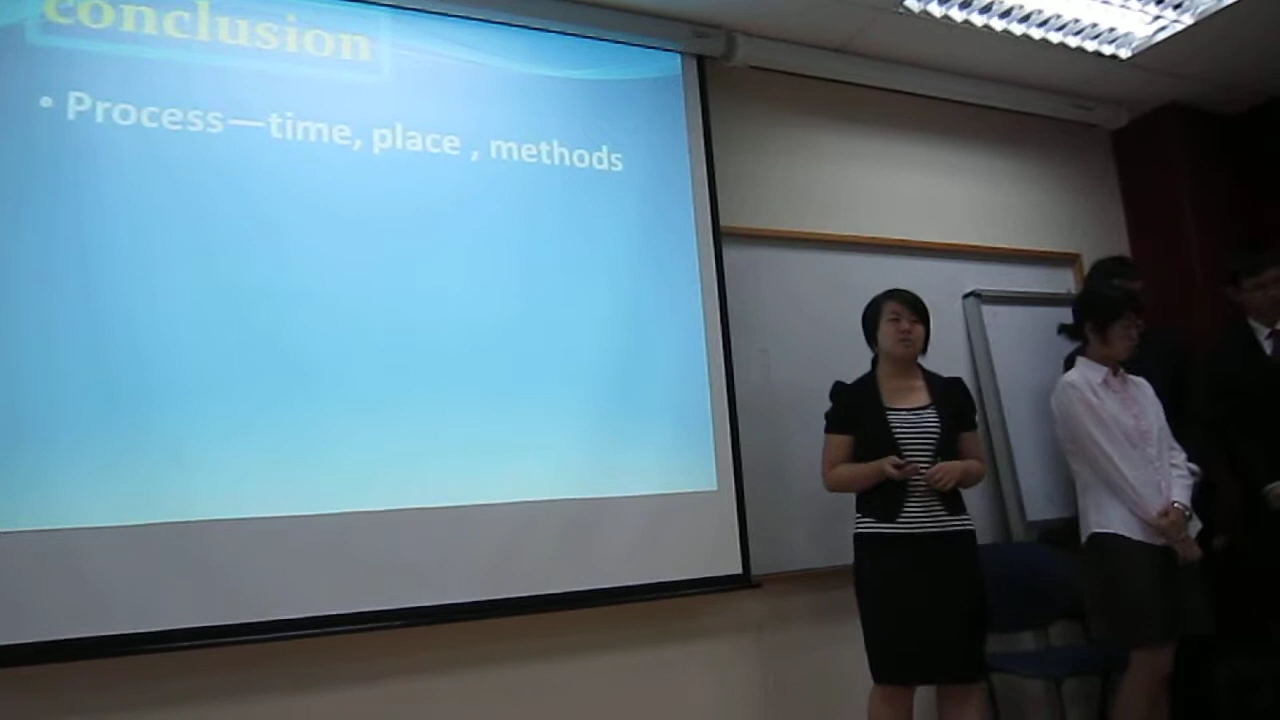 conclusion
• Process—time, place , methods